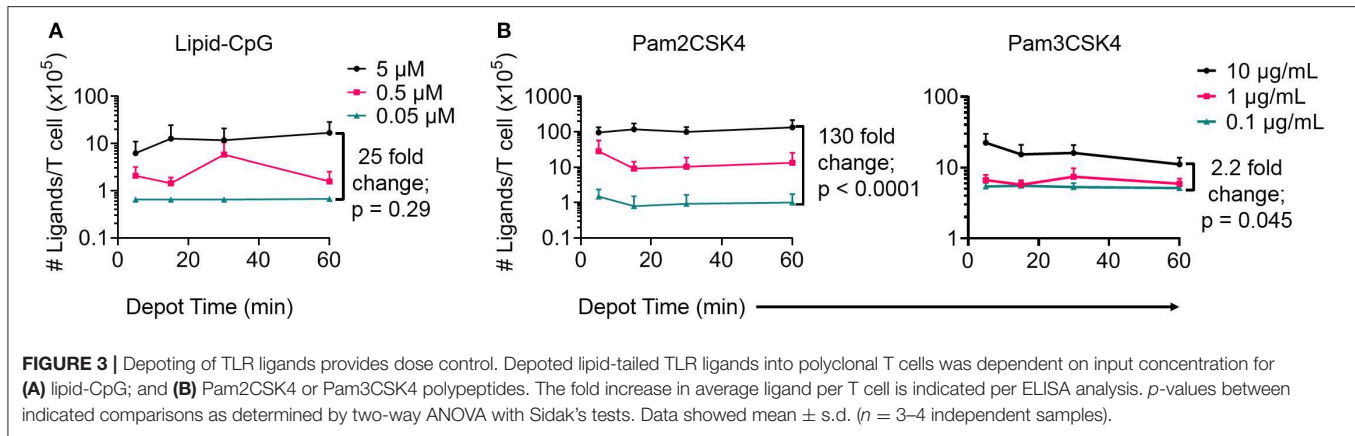 A
Lipid-CpG
# Ligands/T cell (x10⁵)
100
10
1
0.1
0
20
40
60
5 µM
0.5 µM
0.05 µM
25 fold
change;
p = 0.29
Depot Time (min)
B
Pam2CSK4
# Ligands/T cell (x10⁵)
1000
100
10
1
0.1
0
20
40
60
130 fold
change;
p < 0.0001
Depot Time (min)
Pam3CSK4
100
10
1
0
20
40
60
10 µg/mL
1 µg/mL
0.1 µg/mL
2.2 fold
change;
p = 0.045
FIGURE 3 | Depoting of TLR ligands provides dose control. Depoted lipid-tailed TLR ligands into polyclonal T cells was dependent on input concentration for
(A) lipid-CpG; and (B) Pam2CSK4 or Pam3CSK4 polypeptides. The fold increase in average ligand per T cell is indicated per ELISA analysis. p-values between
indicated comparisons as determined by two-way ANOVA with Sidak's tests. Data showed mean ± s.d. (n = 3–4 independent samples).